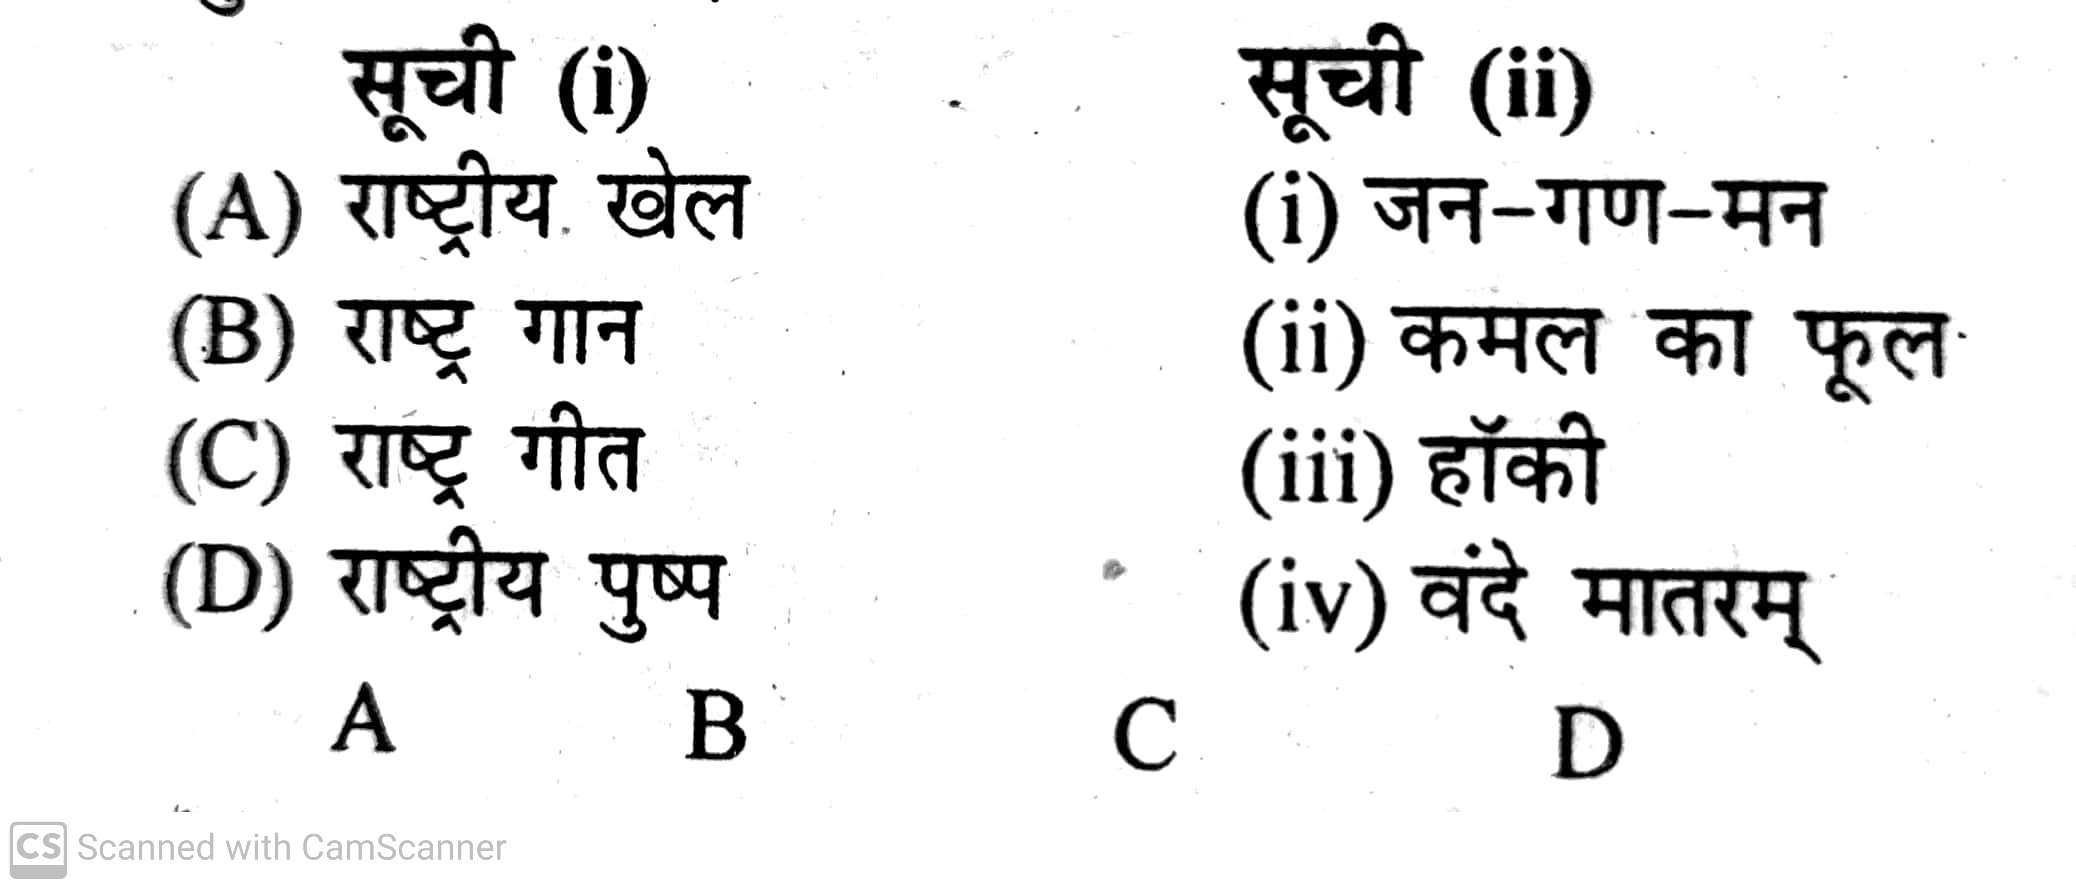 सूची (i) सूची (ii)
(A) राष्ट्रीय खेल (i) जन-गण-मन
(B) राष्ट्र गान (ii) कमल का फूल
(C) राष्ट्र गीत (iii) हॉकी
(D) राष्ट्रीय पुष्प (iv) वंदे मातरम्
A B C D
CS Scanned with CamScanner